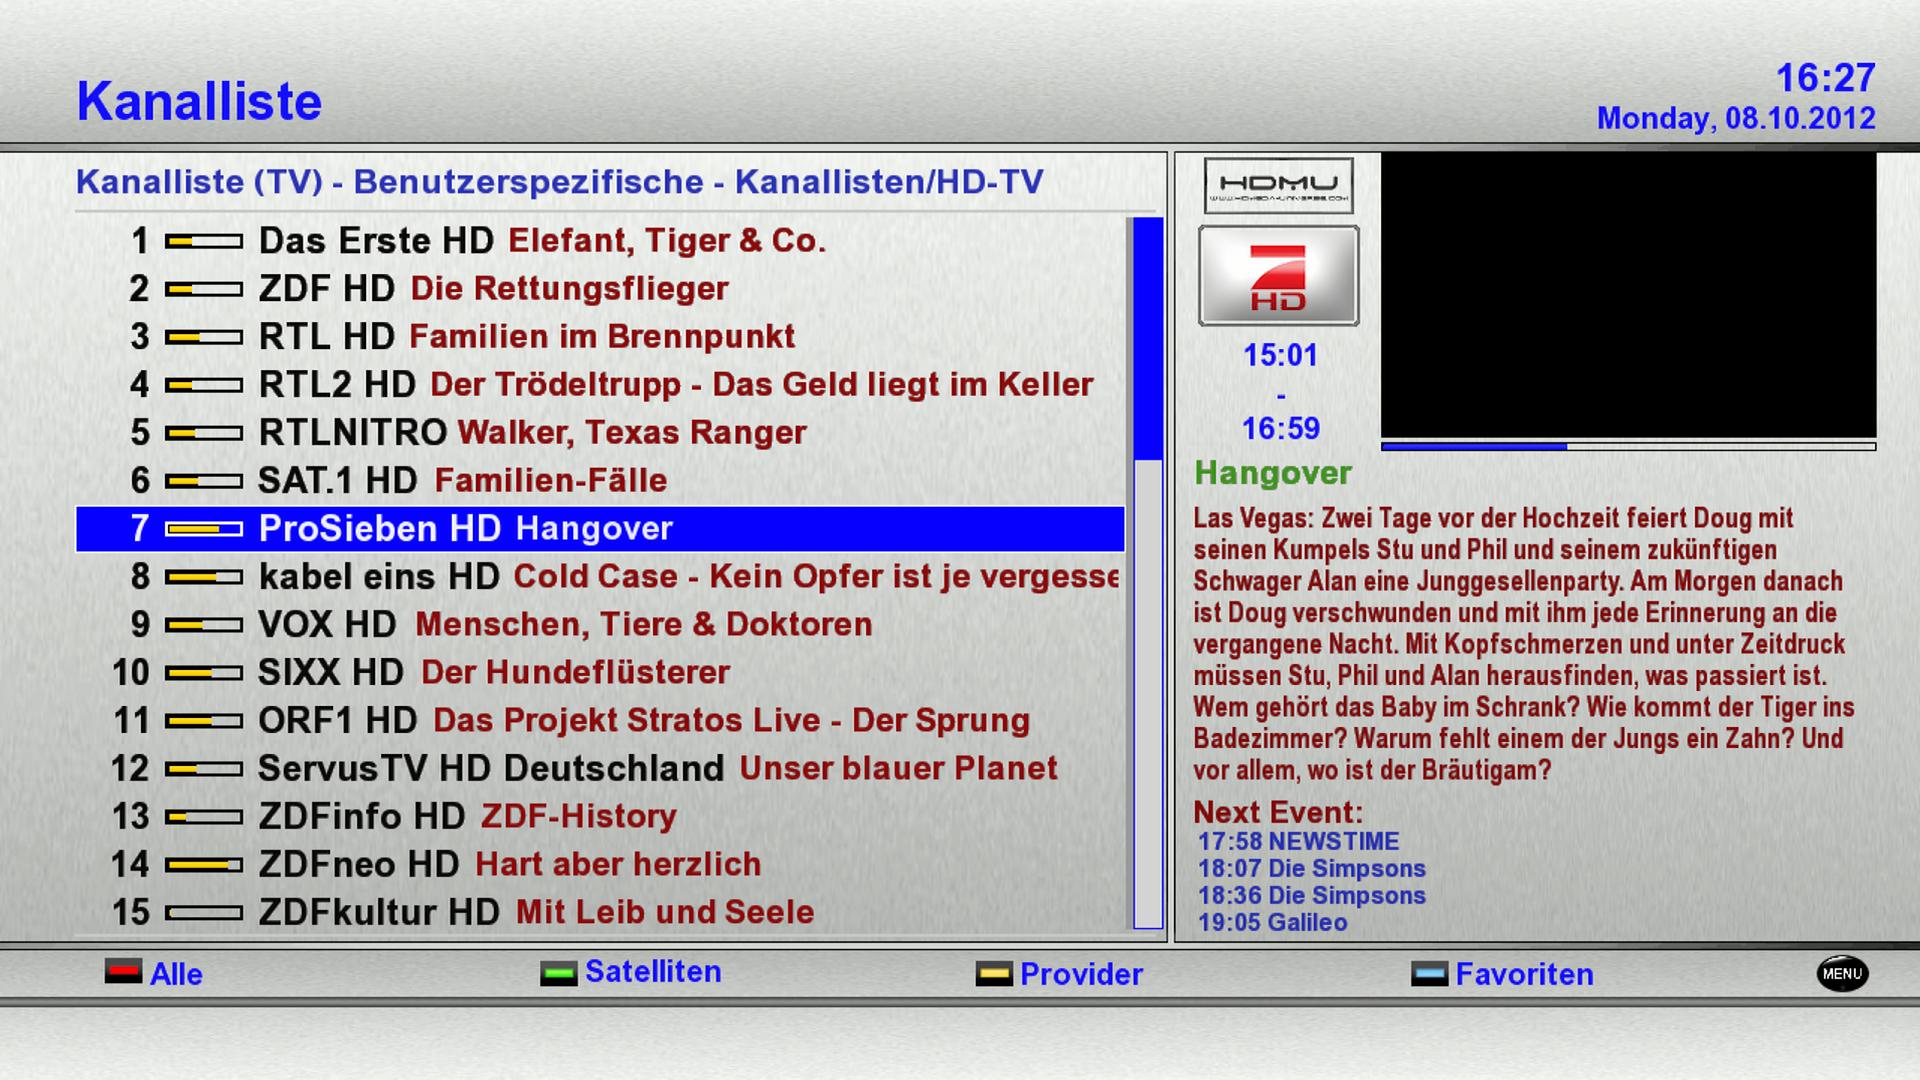 Kanalliste
16:27
Monday, 08.10.2012
Kanalliste (TV) - Benutzerspezifische - Kanallisten/HD-TV
1 Das Erste HD Elefant, Tiger & Co.
2 ZDF HD Die Rettungsflieger
3 RTL HD Familien im Brennpunkt
4 RTL2 HD Der Trödeltrupp - Das Geld liegt im Keller
5 RTLNITRO Walker, Texas Ranger
6 SAT.1 HD Familien-Fälle
7 ProSieben HD Hangover
8 kabel eins HD Cold Case - Kein Opfer ist je vergesse
9 VOX HD Menschen, Tiere & Doktoren
10 SIXX HD Der Hundeflüsterer
11 ORF1 HD Das Projekt Stratos Live - Der Sprung
12 ServusTV HD Deutschland Unser blauer Planet
13 ZDFinfo HD ZDF-History
14 ZDFneo HD Hart aber herzlich
15 ZDFkultur HD Mit Leib und Seele
HDMU
7
HD
15:01
-
16:59
Hangover
Las Vegas: Zwei Tage vor der Hochzeit feiert Doug mit
seinen Kumpels Stu und Phil und seinem zukünftigen
Schwager Alan eine Junggesellenparty. Am Morgen danach
ist Doug verschwunden und mit ihm jede Erinnerung an die
vergangene Nacht. Mit Kopfschmerzen und unter Zeitdruck
müssen Stu, Phil und Alan herausfinden, was passiert ist.
Wem gehört das Baby im Schrank? Wie kommt der Tiger ins
Badezimmer? Warum fehlt einem der Jungs ein Zahn? Und
vor allem, wo ist der Bräutigam?
Next Event:
17:58 NEWSTIME
18:07 Die Simpsons
18:36 Die Simpsons
19:05 Galileo
Alle
Satelliten
Provider
Favoriten
MENU